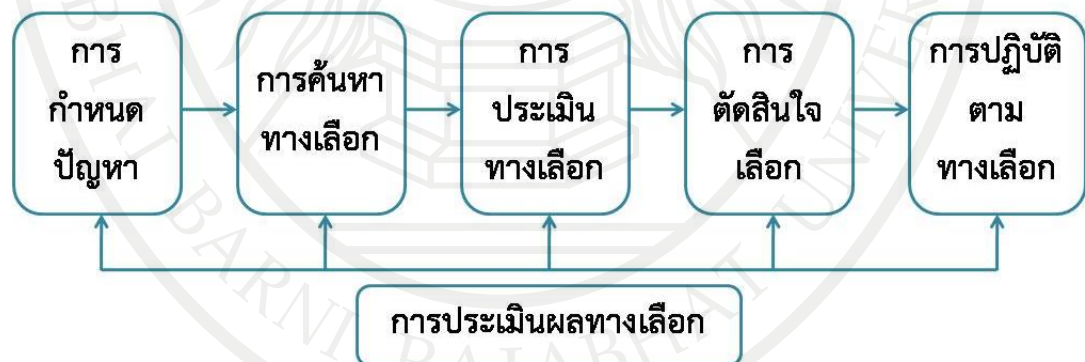 การ
กำหนด
ปัญหา
การค้นหา
ทางเลือก
การ
ประเมิน
ทางเลือก
การ
ตัดสินใจ
เลือก
การปฏิบัติ
ตาม
ทางเลือก
การประเมินผลทางเลือก
BARNI RAJABHAT UNIVER